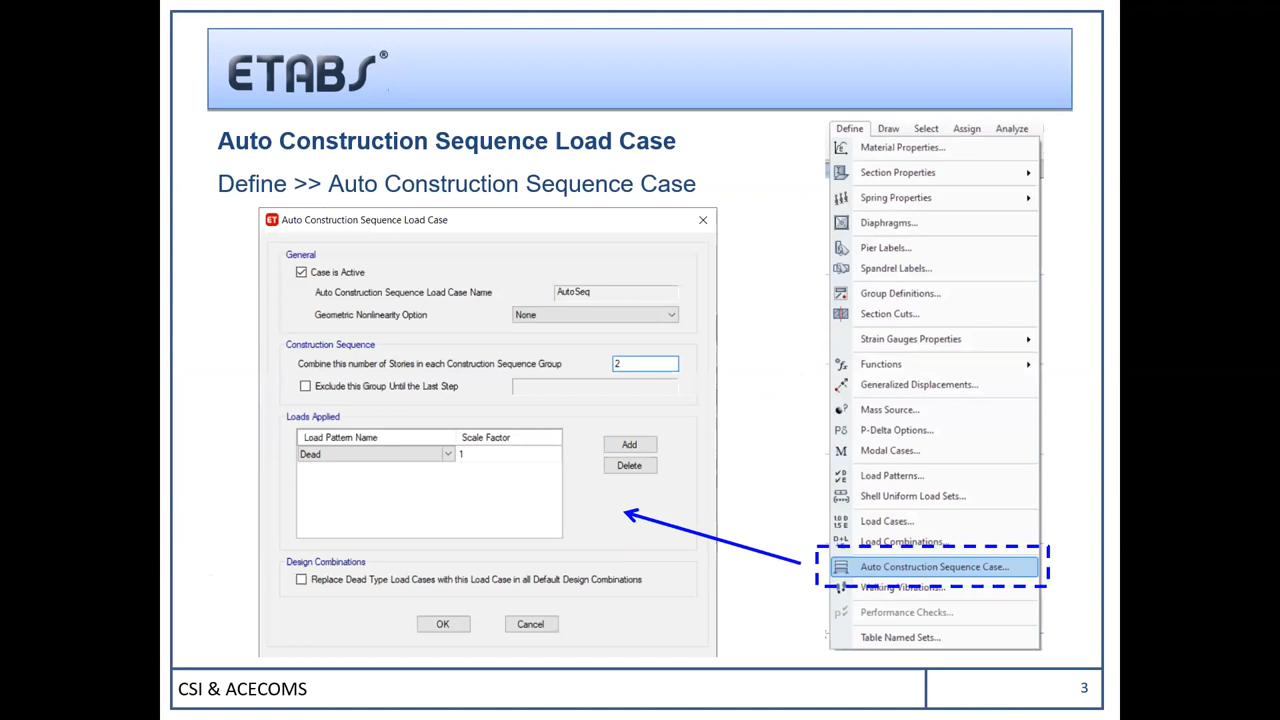 ETABS®
Auto Construction Sequence Load Case
Define >> Auto Construction Sequence Case
ET Auto Construction Sequence Load Case
General
Case is Active
Auto Construction Sequence Load Case Name AutoSeq
Geometric Nonlinearity Option None
Construction Sequence
Combine this number of Stories in each Construction Sequence Group 2
Exclude this Group Until the Last Step
Loads Applied
Load Pattern Name Scale Factor
Dead 1
Add
Delete
Design Combinations
Replace Dead Type Load Cases with this Load Case in all Default Design Combinations
OK Cancel
Define Draw Select Assign Analyze
Material Properties...
Section Properties
Spring Properties
Diaphragms...
Pier Labels...
Spandrel Labels...
Group Definitions...
Section Cuts...
Strain Gauges Properties
Functions
Generalized Displacements...
Mass Source...
Pδ P-Delta Options...
M Modal Cases...
Load Patterns...
Shell Uniform Load Sets...
Load Cases...
Load Combinations...
Auto Construction Sequence Case...
Walking Vibrations...
Performance Checks...
Table Named Sets...
CSI & ACECOMS
3